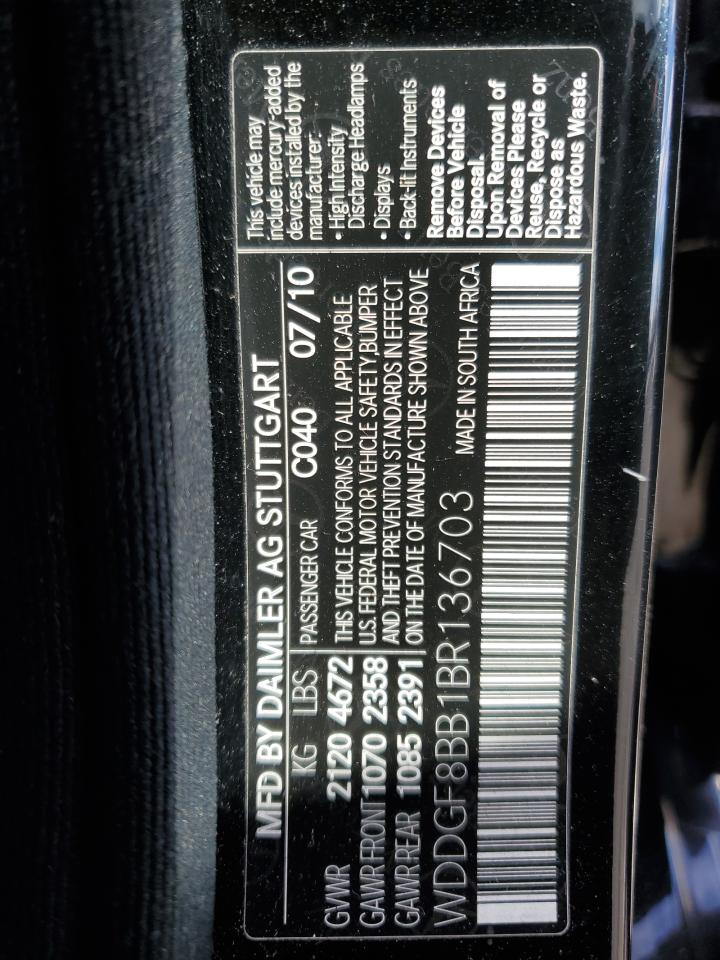 MFD BY DAIMLER AG STUTTGART
KG LBS PASSENGER CAR C040 07/10
GVWR 2120 4672
GAWR FRONT 1070 2358
GAWR REAR 1085 2391
THIS VEHICLE CONFORMS TO ALL APPLICABLE
U.S. FEDERAL MOTOR VEHICLE SAFETY, BUMPER
AND THEFT PREVENTION STANDARDS IN EFFECT
ON THE DATE OF MANUFACTURE SHOWN ABOVE
WDDGF8BB1BR136703 MADE IN SOUTH AFRICA
This vehicle may
include mercury-added
devices installed by the
manufacturer:
• High Intensity
Discharge Headlamps
• Displays
• Back-lit Instruments
Remove Devices
Before Vehicle
Disposal.
Upon Removal of
Devices Please
Reuse, Recycle or
Dispose as
Hazardous Waste.